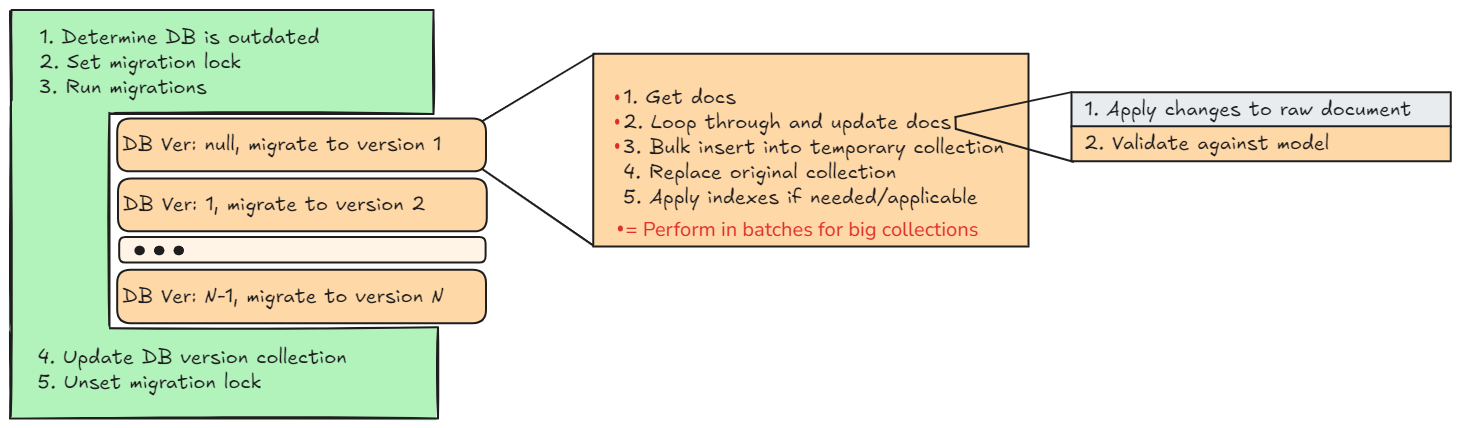 1. Determine DB is outdated
2. Set migration lock
3. Run migrations
DB Ver: null, migrate to version 1
DB Ver: 1, migrate to version 2
DB Ver: N-1, migrate to version N
4. Update DB version collection
5. Unset migration lock
•1. Get docs
•2. Loop through and update docs
•3. Bulk insert into temporary collection
4. Replace original collection
5. Apply indexes if needed/applicable
•= Perform in batches for big collections
1. Apply changes to raw document
2. Validate against model